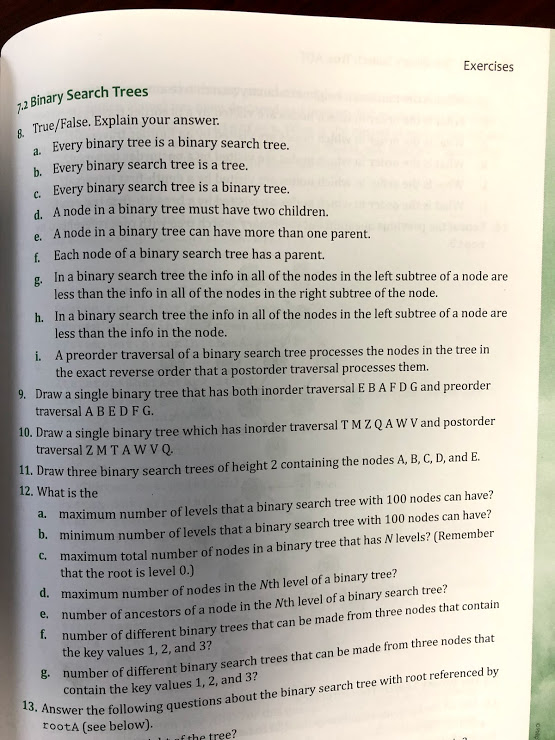 Exercises
7.2 Binary Search Trees
8. True/False. Explain your answer.
a. Every binary tree is a binary search tree.
b. Every binary search tree is a tree.
c. Every binary search tree is a binary tree.
d. A node in a binary tree must have two children.
e. A node in a binary tree can have more than one parent.
f. Each node of a binary search tree has a parent.
g. In a binary search tree the info in all of the nodes in the left subtree of a node are
less than the info in all of the nodes in the right subtree of the node.
h. In a binary search tree the info in all of the nodes in the left subtree of a node are
less than the info in the node.
i. A preorder traversal of a binary search tree processes the nodes in the tree in
the exact reverse order that a postorder traversal processes them.
9. Draw a single binary tree that has both inorder traversal E B A F D G and preorder
traversal A B E D F G.
10. Draw a single binary tree which has inorder traversal T M Z Q A W V and postorder
traversal Z M T A W V Q.
11. Draw three binary search trees of height 2 containing the nodes A, B, C, D, and E.
12. What is the
a. maximum number of levels that a binary search tree with 100 nodes can have?
b. minimum number of levels that a binary search tree with 100 nodes can have?
c. maximum total number of nodes in a binary tree that has N levels? (Remember
that the root is level 0.)
d. maximum number of nodes in the Nth level of a binary tree?
e. number of ancestors of a node in the Nth level of a binary search tree?
f. number of different binary trees that can be made from three nodes that contain
the key values 1, 2, and 3?
g. number of different binary search trees that can be made from three nodes that
contain the key values 1, 2, and 3?
13. Answer the following questions about the binary search tree with root referenced by
rootA (see below).
of the tree?